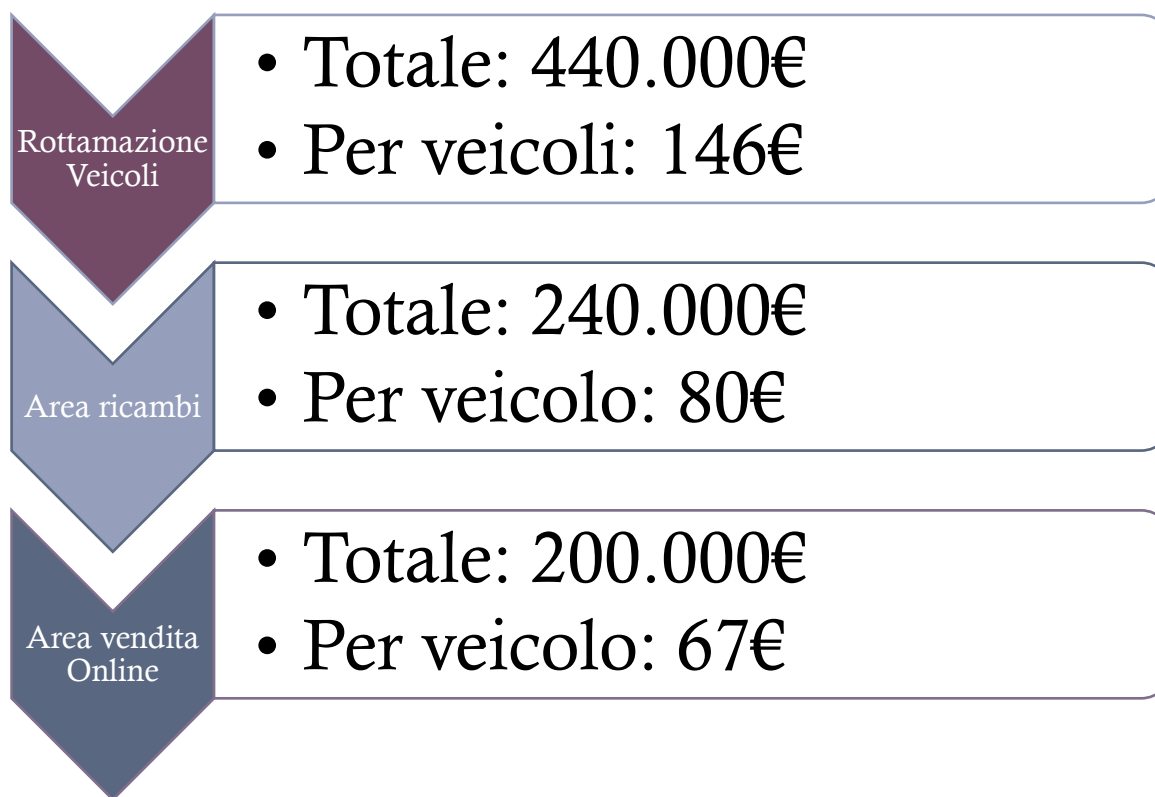 Rottamazione
Veicoli
• Totale: 440.000€
• Per veicoli: 146€
Area ricambi
• Totale: 240.000€
• Per veicolo: 80€
Area vendita
Online
• Totale: 200.000€
• Per veicolo: 67€